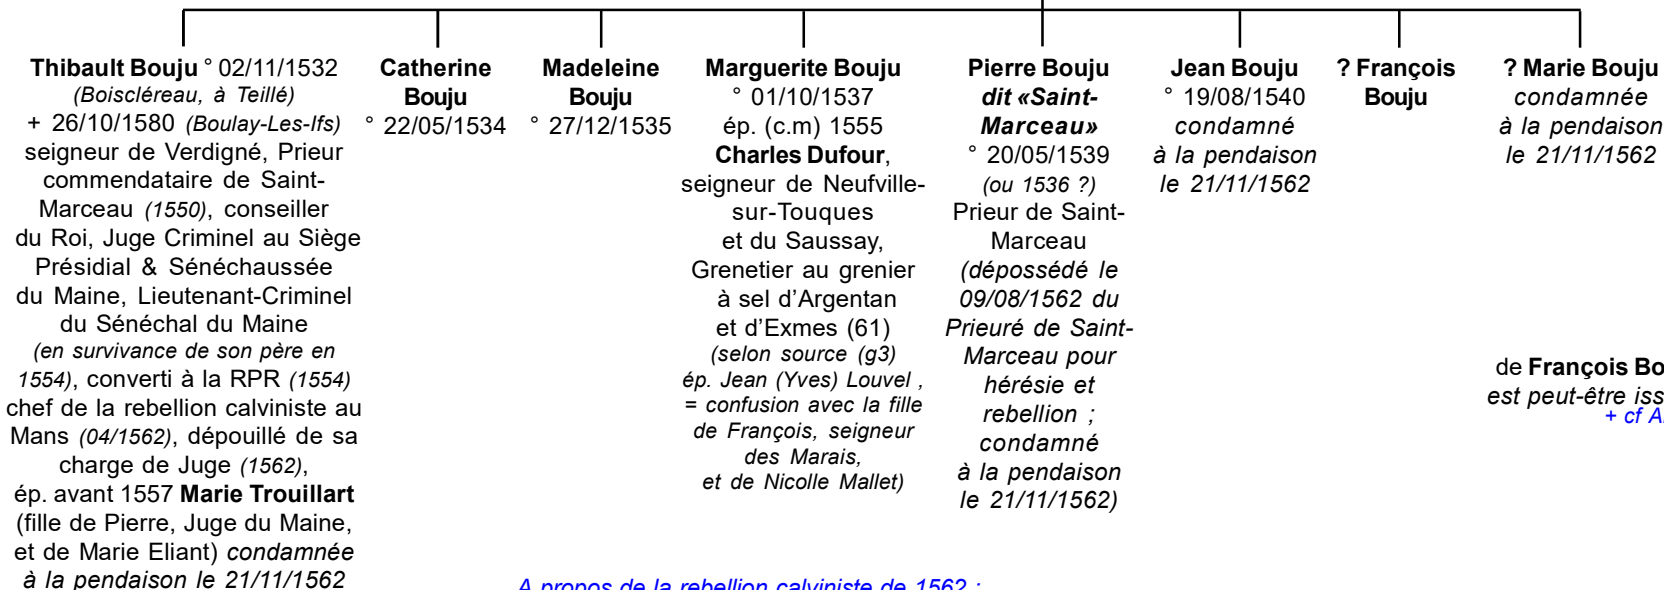 Thibault Bouju ° 02/11/1532
(Boiscléreau, à Teillé)
+ 26/10/1580 (Boulay-Les-Ifs)
seigneur de Verdigné, Prieur
commendataire de Saint-
Marceau (1550), conseiller
du Roi, Juge Criminel au Siège
Présidial & Sénéchaussée
du Maine, Lieutenant-Criminel
du Sénéchal du Maine
(en survivance de son père en
1554), converti à la RPR (1554)
chef de la rebellion calviniste au
Mans (04/1562), dépouillé de sa
charge de Juge (1562),
ép. avant 1557 Marie Trouillart
(fille de Pierre, Juge du Maine,
et de Marie Eliant) condamnée
à la pendaison le 21/11/1562
Catherine
Bouju
° 22/05/1534
Madeleine
Bouju
° 27/12/1535
Marguerite Bouju
° 01/10/1537
ép. (c.m) 1555
Charles Dufour,
seigneur de Neufville-
sur-Touques
et du Saussay,
Grenetier au grenier
à sel d'Argentan
et d'Exmes (61)
(selon source (g3)
ép. Jean (Yves) Louvel ,
= confusion avec la fille
de François, seigneur
des Marais,
et de Nicolle Mallet)
Pierre Bouju
dit «Saint-
Marceau»
° 20/05/1539
(ou 1536 ?)
Prieur de Saint-
Marceau
(dépossédé le
09/08/1562 du
Prieuré de Saint-
Marceau pour
hérésie et
rebellion ;
condamné
à la pendaison
le 21/11/1562)
Jean Bouju
° 19/08/1540
condamné
à la pendaison
le 21/11/1562
? François
Bouju
? Marie Bouju
condamnée
à la pendaison
le 21/11/1562
de François Bo
est peut-être iss
+ cf A
A propos de la rebellion calviniste de 1562 :